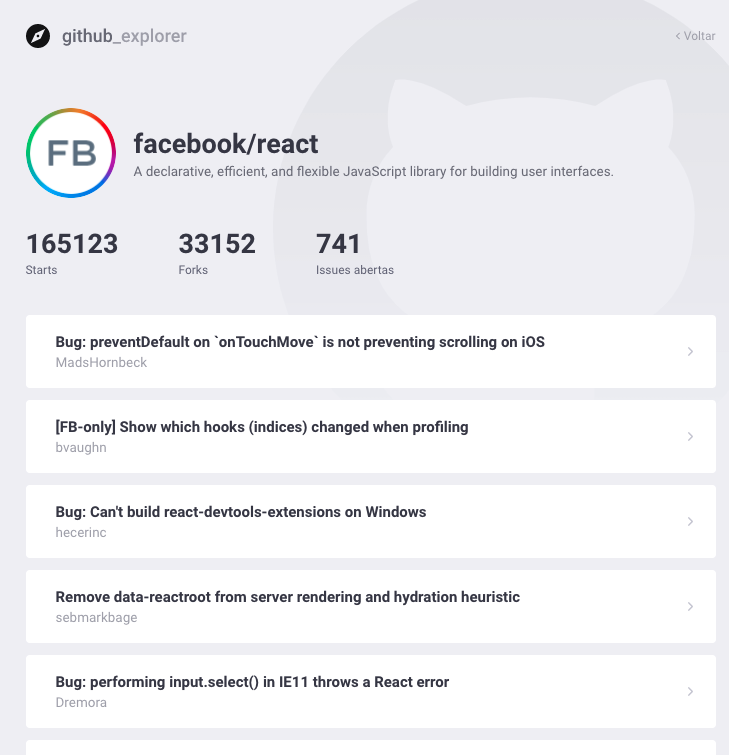 github_explorer
‹ Voltar
FB
facebook/react
A declarative, efficient, and flexible JavaScript library for building user interfaces.
165123
33152
741
Starts
Forks
Issues abertas
Bug: preventDefault on `onTouchMove` is not preventing scrolling on iOS
MadsHornbeck
[FB-only] Show which hooks (indices) changed when profiling
bvaughn
Bug: Can't build react-devtools-extensions on Windows
hecerinc
Remove data-reactroot from server rendering and hydration heuristic
sebmarkbage
Bug: performing input.select() in IE11 throws a React error
Dremora